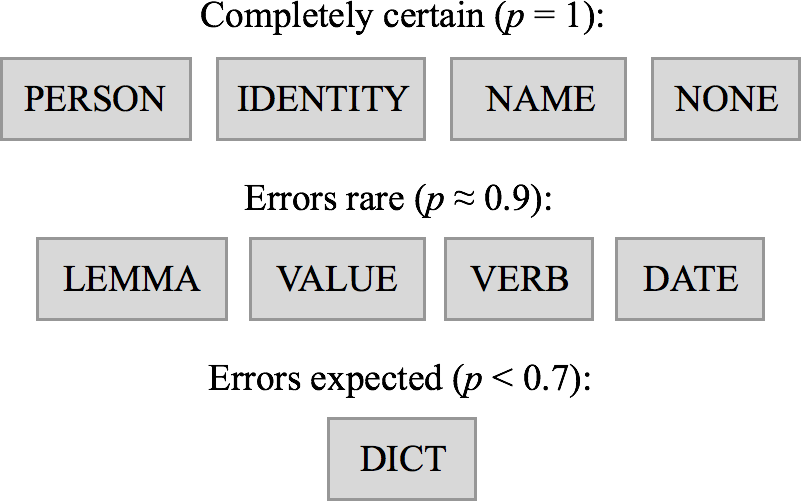 Completely certain (p = 1):
PERSON IDENTITY NAME NONE
Errors rare (p ≈ 0.9):
LEMMA VALUE VERB DATE
Errors expected (p < 0.7):
DICT